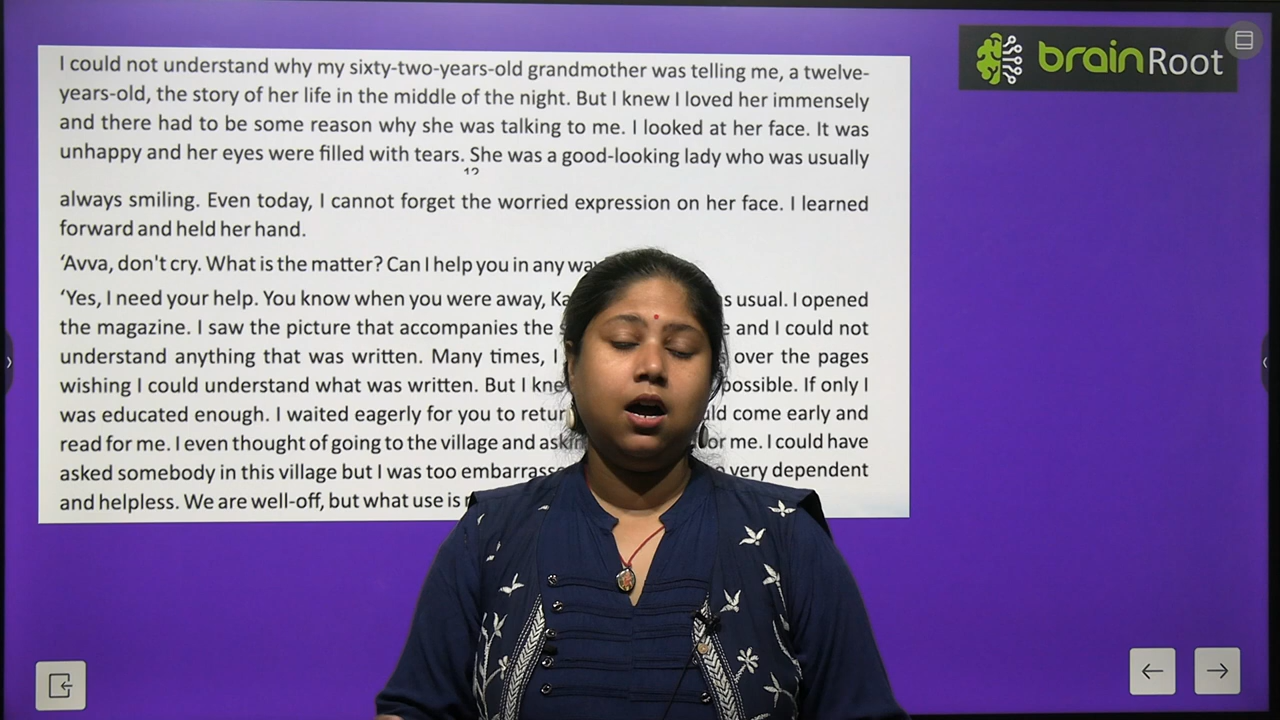 brainRoot
I could not understand why my sixty-two-years-old grandmother was telling me, a twelve-
years-old, the story of her life in the middle of the night. But I knew I loved her immensely
and there had to be some reason why she was talking to me. I looked at her face. It was
unhappy and her eyes were filled with tears. She was a good-looking lady who was usually
12
always smiling. Even today, I cannot forget the worried expression on her face. I learned
forward and held her hand.
‘Avva, don't cry. What is the matter? Can I help you in any
‘Yes, I need your help. You know when you were away, usual. I opened
the magazine. I saw the picture that accompanies the and I could not
understand anything that was written. Many times, I over the pages
wishing I could understand what was written. But I possible. If only I
was educated enough. I waited eagerly for you to come early and
read for me. I even thought of going to the village and me. I could have
asked somebody in this village but I was too very dependent
and helpless. We are well-off, but what use is